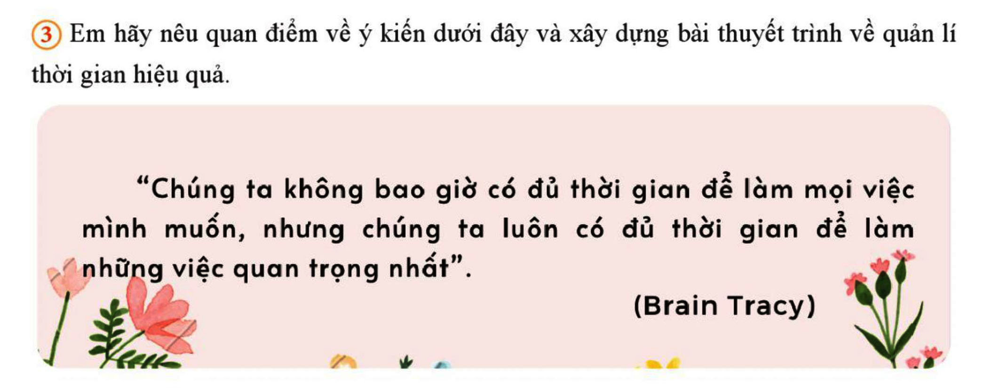 3 Em hãy nêu quan điểm về ý kiến dưới đây và xây dựng bài thuyết trình về quản lí
thời gian hiệu quả.
“Chúng ta không bao giờ có đủ thời gian để làm mọi việc
mình muốn, nhưng chúng ta luôn có đủ thời gian để làm
những việc quan trọng nhất”.
(Brain Tracy)